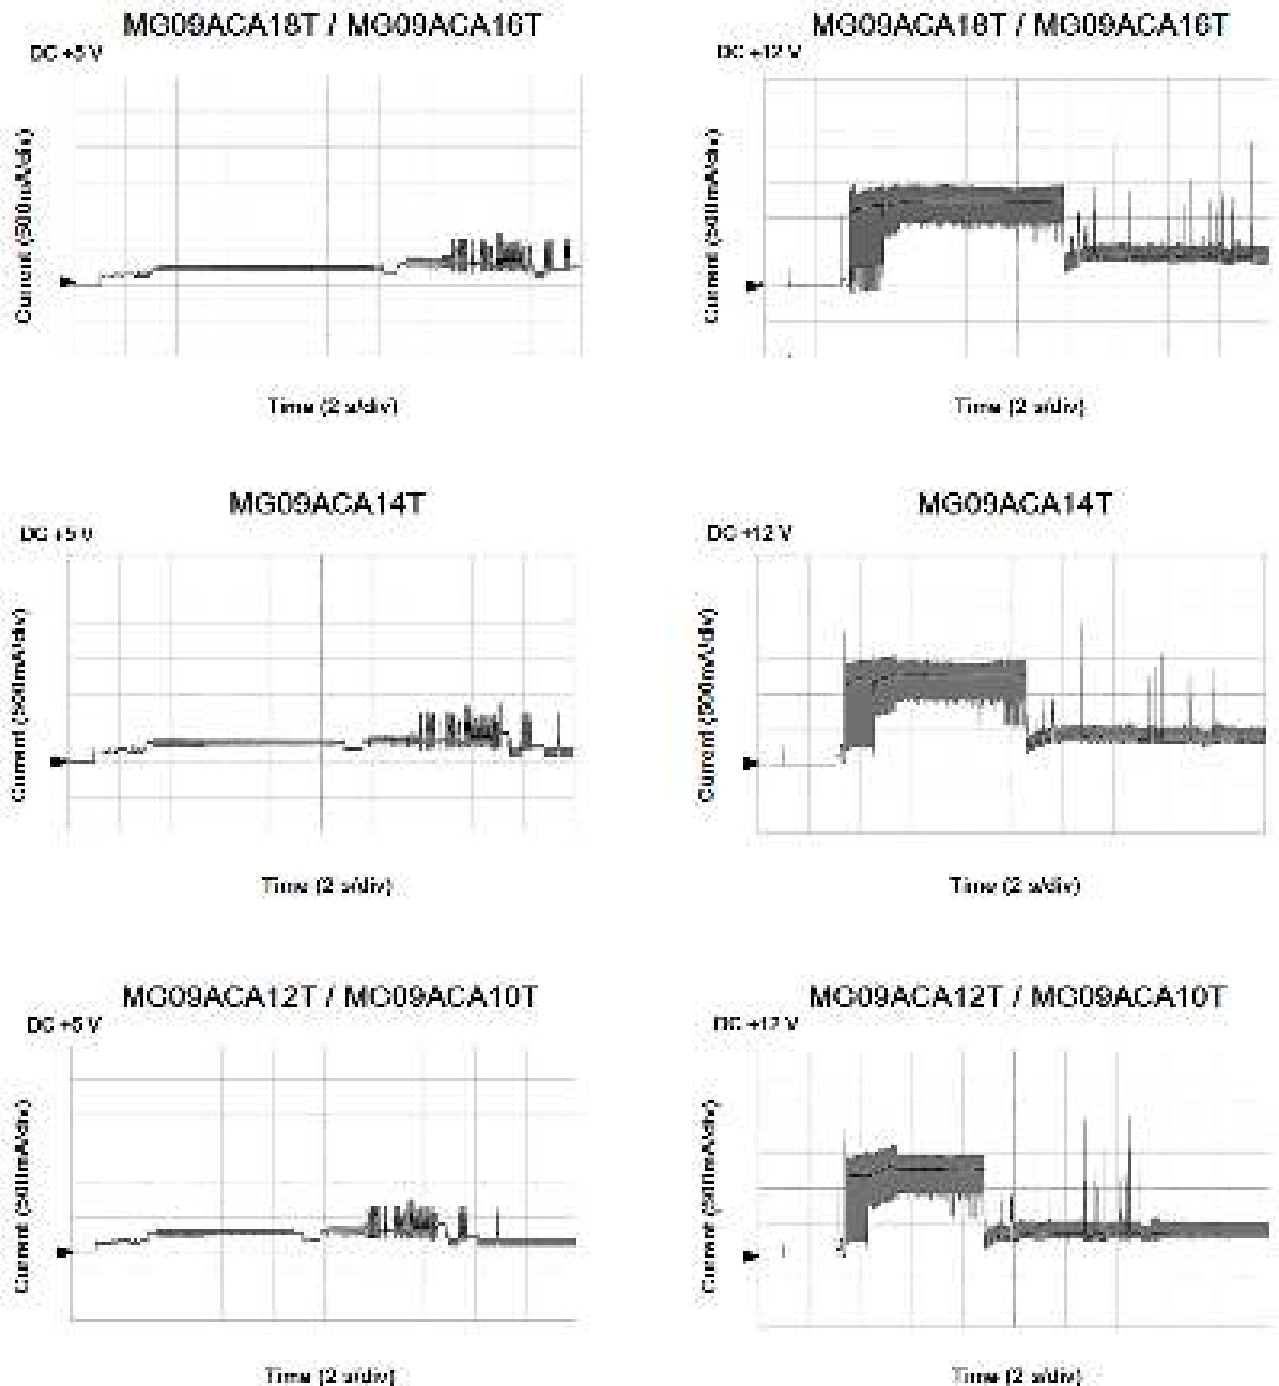 MG09ACA18T / MG09ACA16T
DC +5 V
Current (500mA/div)
Time (2 s/div)
MG09ACA18T / MG09ACA16T
DC +12 V
Current (500mA/div)
Time (2 s/div)
MG09ACA14T
DC +5 V
Current (500mA/div)
Time (2 s/div)
MG09ACA14T
DC +12 V
Current (500mA/div)
Time (2 s/div)
MG09ACA12T / MG09ACA10T
DC +5 V
Current (500mA/div)
Time (2 s/div)
MG09ACA12T / MG09ACA10T
DC +12 V
Current (500mA/div)
Time (2 s/div)